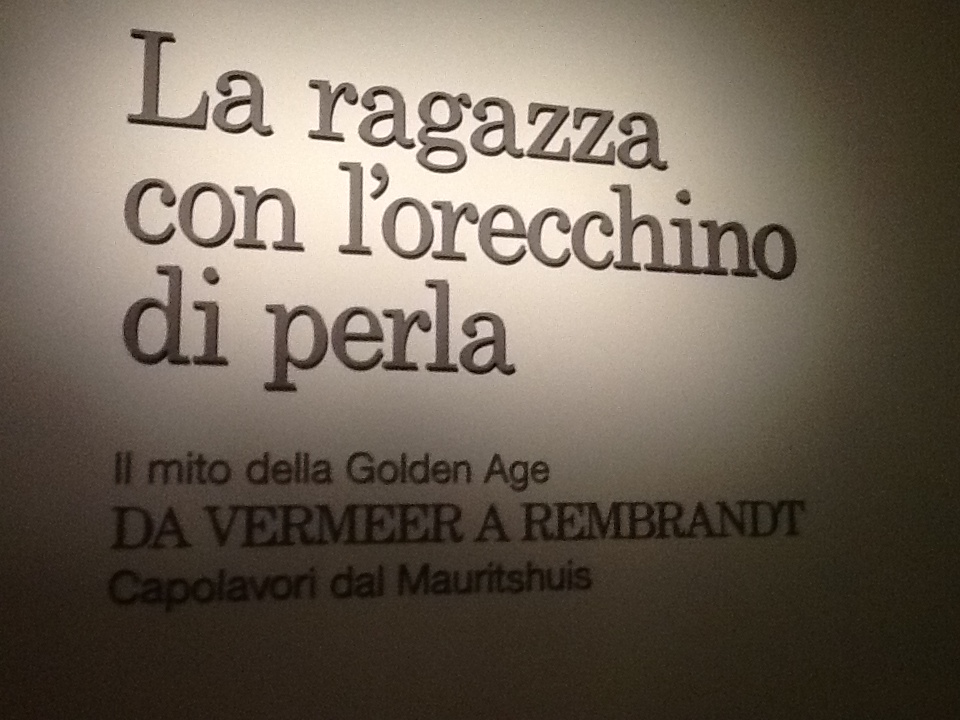 La ragazza
con l'orecchino
di perla
Il mito della Golden Age
DA VERMEER A REMBRANDT
Capolavori dal Mauritshuis